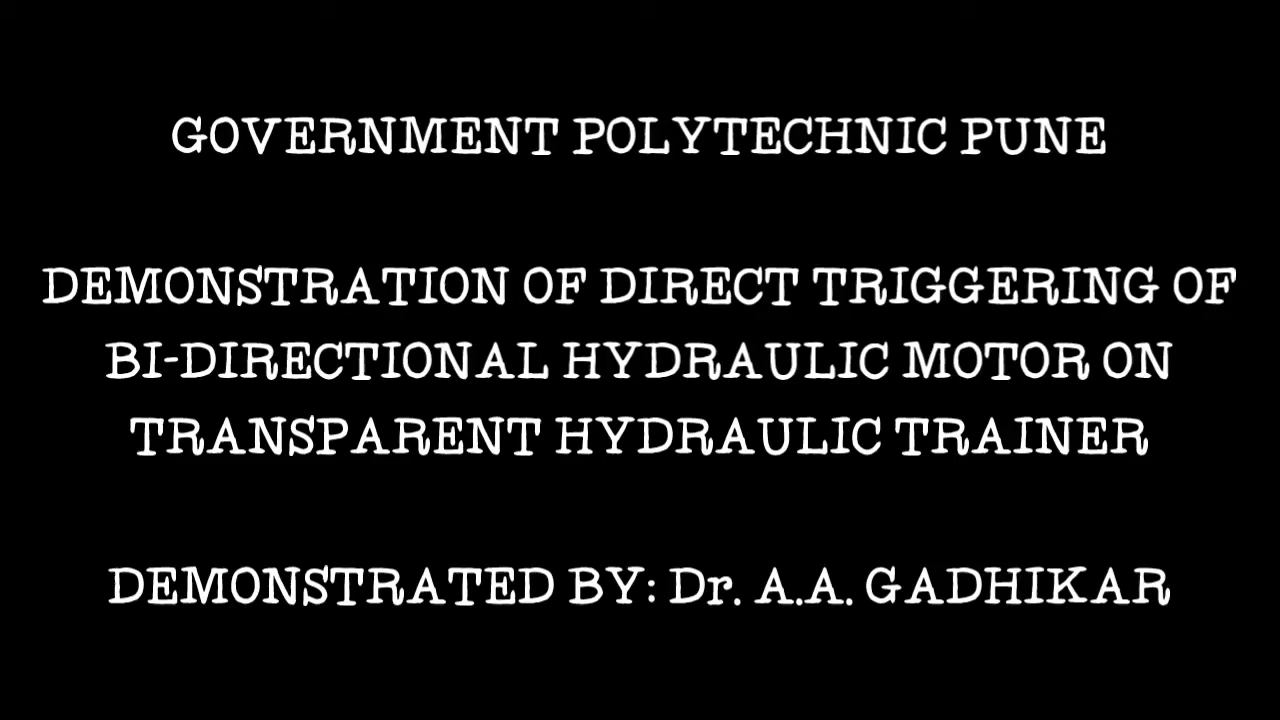 GOVERNMENT POLYTECHNIC PUNE
DEMONSTRATION OF DIRECT TRIGGERING OF
BI-DIRECTIONAL HYDRAULIC MOTOR ON
TRANSPARENT HYDRAULIC TRAINER
DEMONSTRATED BY: Dr. A.A. GADHIKAR